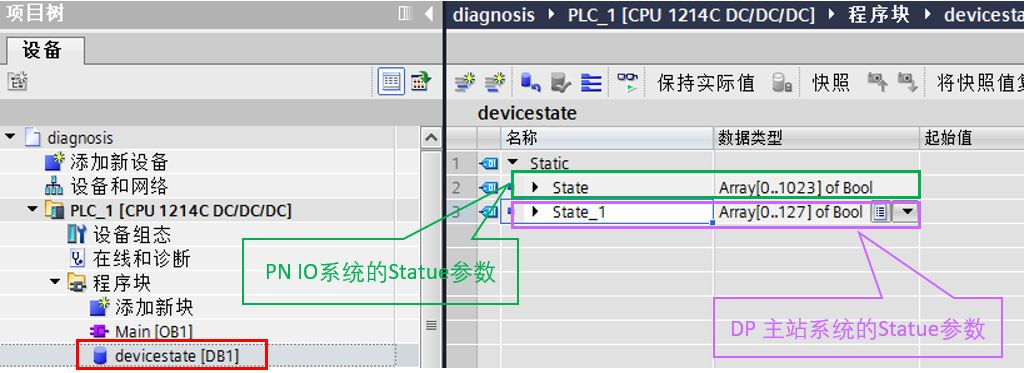 项目树
设备
diagnosis
添加新设备
设备和网络
PLC_1 [CPU 1214C DC/DC/DC]
设备组态
在线和诊断
程序块
添加新块
Main [OB1]
devicestate [DB1]
diagnosis PLC_1 [CPU 1214C DC/DC/DC] 程序块 devicesta
保持实际值 快照 将快照值
devicestate
名称 数据类型 起始值
1 Static
2 State Array[0..1023] of Bool
3 State_1 Array[0..127] of Bool
PN IO系统的Statue参数
DP 主站系统的Statue参数